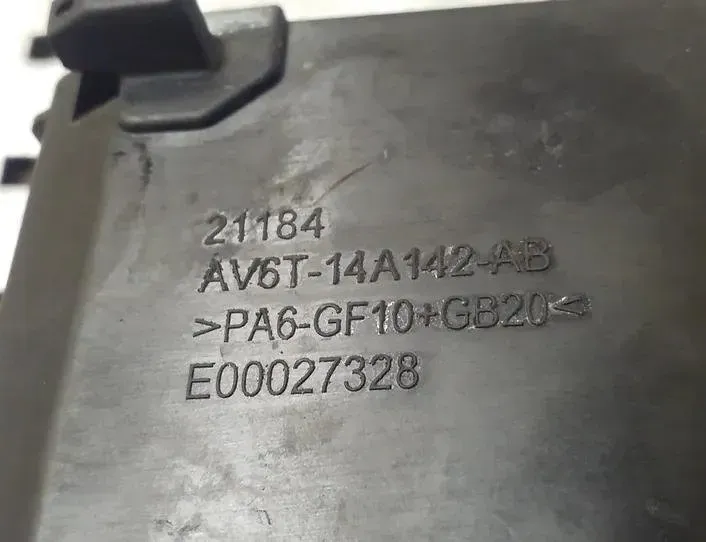 21184
AV6T-14A142-AB
>PA6-GF10+GB20<
E00027328